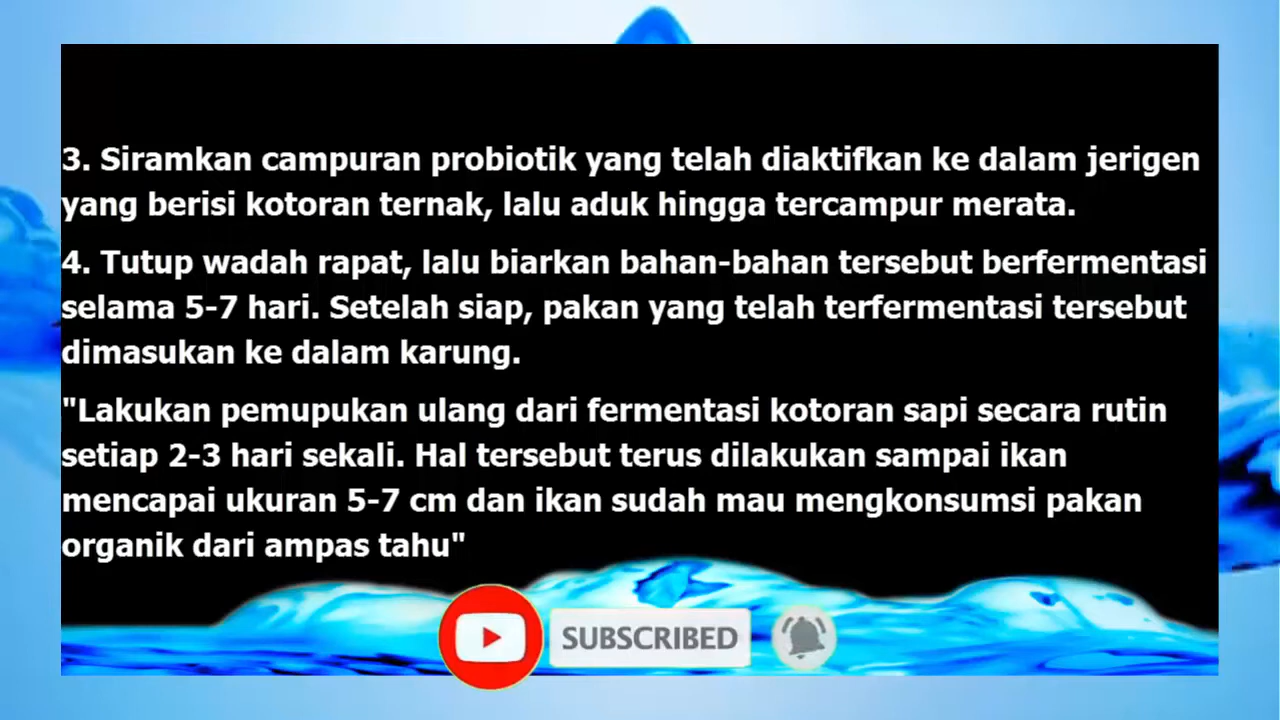 3. Siramkan campuran probiotik yang telah diaktifkan ke dalam jerigen
yang berisi kotoran ternak, lalu aduk hingga tercampur merata.
4. Tutup wadah rapat, lalu biarkan bahan-bahan tersebut berfermentasi
selama 5-7 hari. Setelah siap, pakan yang telah terfermentasi tersebut
dimasukan ke dalam karung.
"Lakukan pemupukan ulang dari fermentasi kotoran sapi secara rutin
setiap 2-3 hari sekali. Hal tersebut terus dilakukan sampai ikan
mencapai ukuran 5-7 cm dan ikan sudah mau mengkonsumsi pakan
organik dari ampas tahu"
SUBSCRIBED